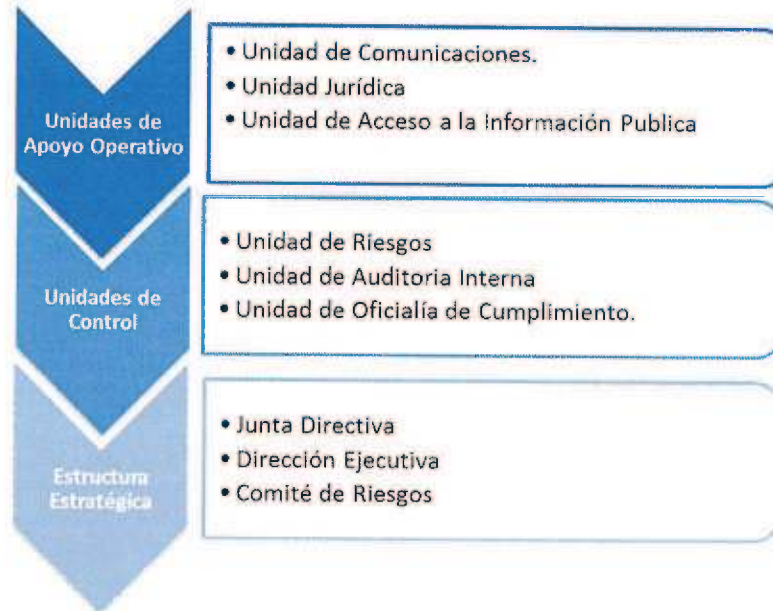 Unidades de
Apoyo Operativo
• Unidad de Comunicaciones.
• Unidad Jurídica
• Unidad de Acceso a la Información Publica
Unidades de
Control
• Unidad de Riesgos
• Unidad de Auditoria Interna
• Unidad de Oficialía de Cumplimiento.
Estructura
Estratégica
• Junta Directiva
• Dirección Ejecutiva
• Comité de Riesgos